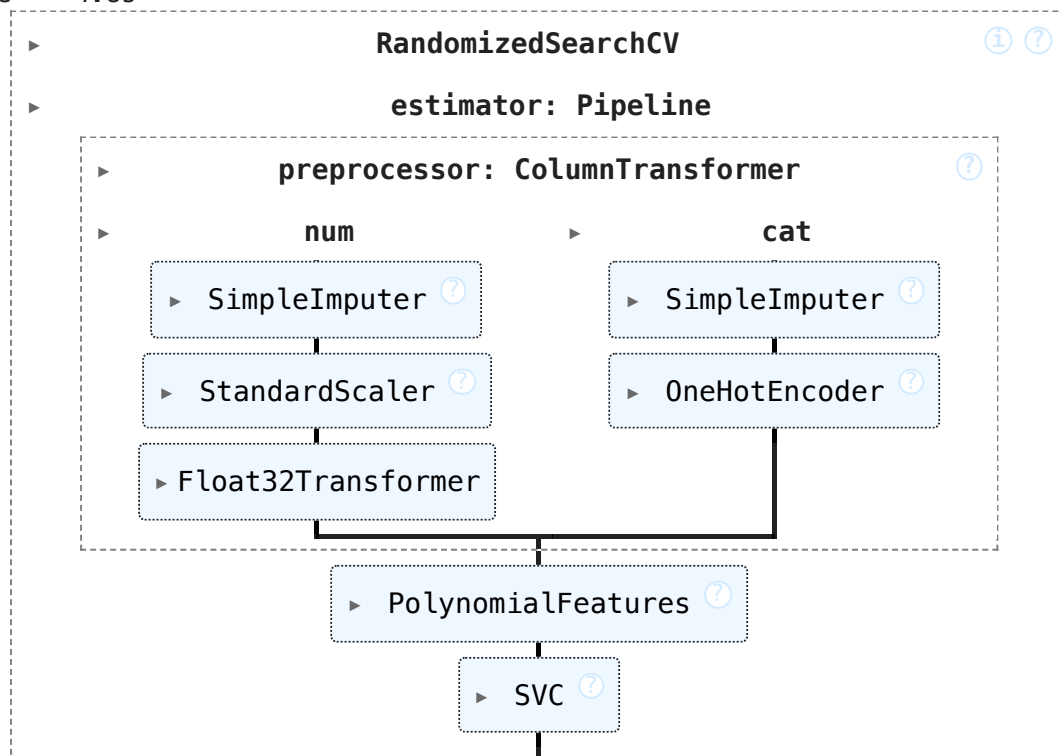 RandomizedSearchCV i ?
estimator: Pipeline
preprocessor: ColumnTransformer ?
num cat
SimpleImputer ? SimpleImputer ?
StandardScaler ? OneHotEncoder ?
Float32Transformer
PolynomialFeatures ?
SVC ?